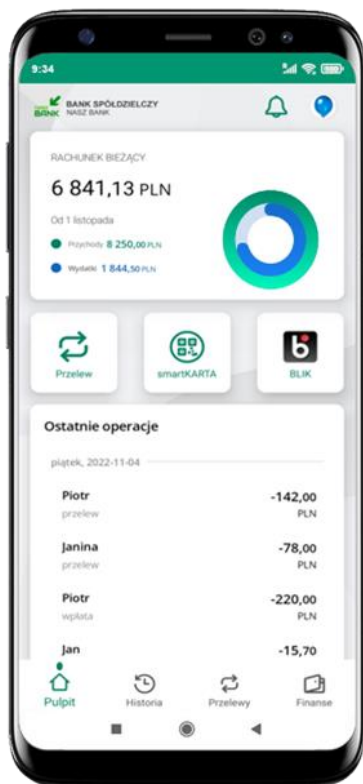 9:34
BANK SPÓŁDZIELCZY
BANK NASZ BANK
RACHUNEK BIEŻĄCY
6 841,13 PLN
Od 1 listopada
Przychody 8 250,00 PLN
Wydatki 1 844,50 PLN
Przelew smartKARTA BLIK
Ostatnie operacje
piątek, 2022-11-04
Piotr -142,00
przelew PLN
Janina -78,00
przelew PLN
Piotr -220,00
wpłata PLN
Jan -15,70
Pulpit Historia Przelewy Finanse